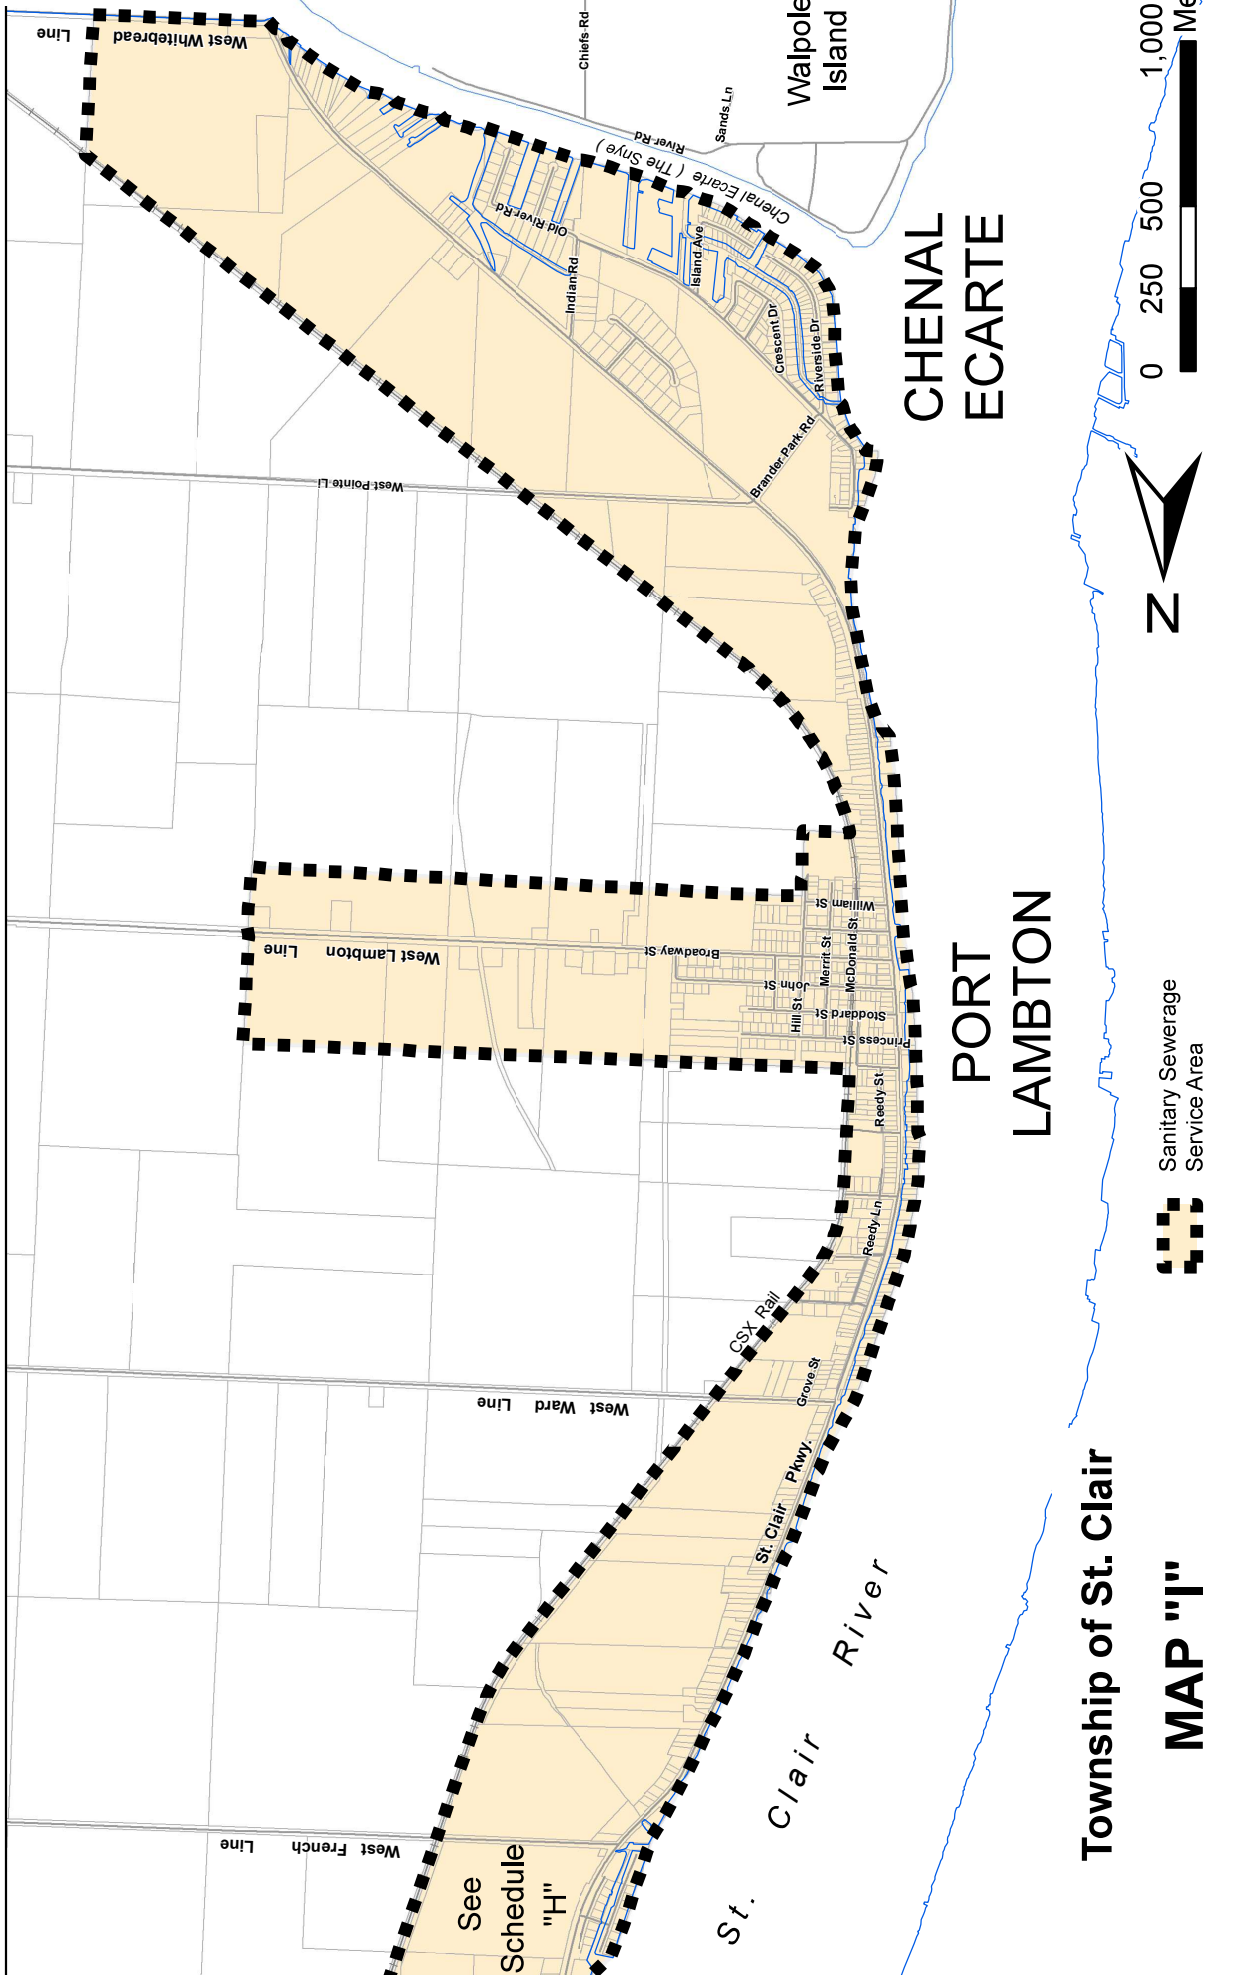 Township of St. Clair
MAP "I"
Sanitary Sewerage
Service Area
N
0 250 500 1,000
Me
See
Schedule
"H"
St. Clair River
PORT
LAMBTON
CHENAL
ECARTE
Walpole
Island
Chenal Ecarte ( The Snye )
West French
Line
West Ward Line
CSX Rail
St. Clair Pkwy.
Grove St
Reedy Ln
Reedy St
Princess St
Stoddard St
Hill St
John St
Merrit St
McDonald St
William St
Broadway St
West Lambton Line
West Pointe Li
Brander Park Rd
Riverside Dr
Crescent Dr
Island Ave
Indian Rd
Old River Rd
River Rd
Sands Ln
Chiefs Rd
West Whitebread
Line